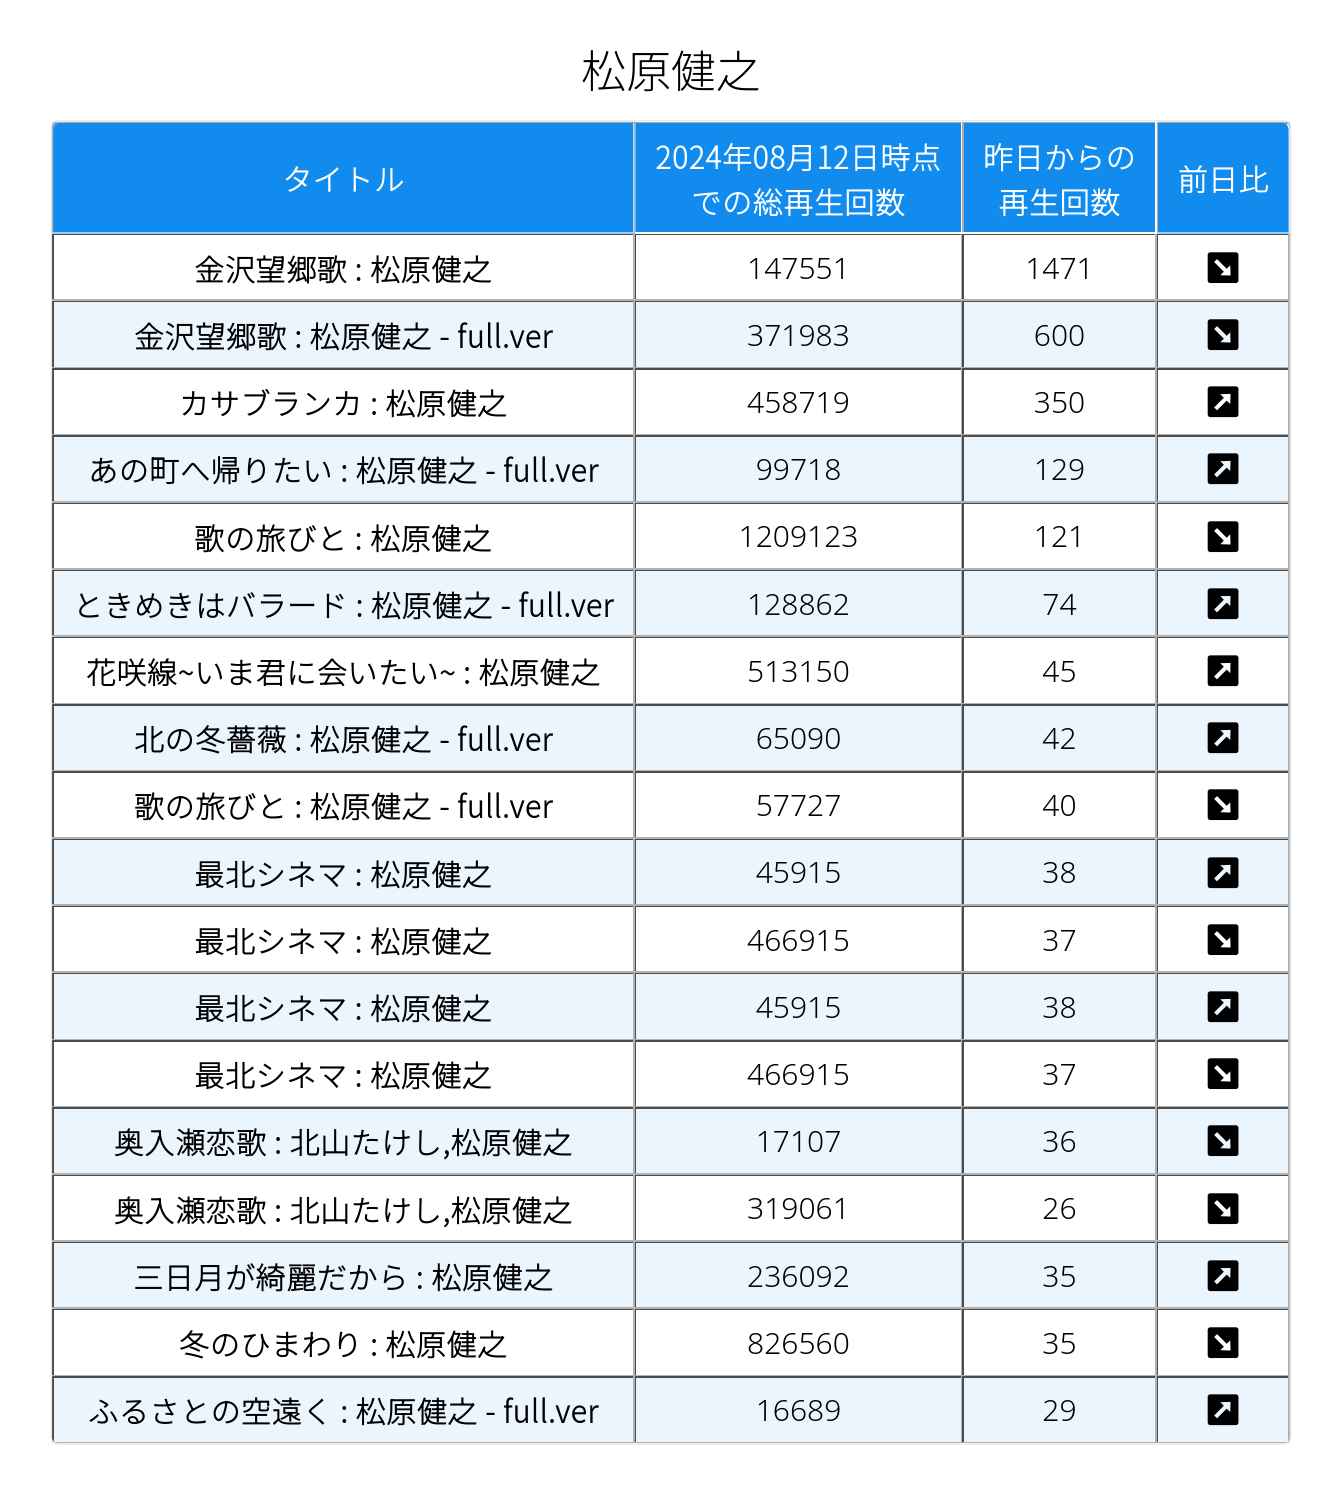 松原健之
タイトル
2024年08月12日時点
での総再生回数
昨日からの
再生回数
前日比
金沢望郷歌 : 松原健之 147551 1471 ↘
金沢望郷歌 : 松原健之 - full.ver 371983 600 ↘
カサブランカ : 松原健之 458719 350 ↗
あの町へ帰りたい : 松原健之 - full.ver 99718 129 ↗
歌の旅びと : 松原健之 1209123 121 ↘
ときめきはバラード : 松原健之 - full.ver 128862 74 ↗
花咲線~いま君に会いたい~ : 松原健之 513150 45 ↗
北の冬薔薇 : 松原健之 - full.ver 65090 42 ↗
歌の旅びと : 松原健之 - full.ver 57727 40 ↘
最北シネマ : 松原健之 45915 38 ↗
最北シネマ : 松原健之 466915 37 ↘
最北シネマ : 松原健之 45915 38 ↗
最北シネマ : 松原健之 466915 37 ↘
奥入瀬恋歌 : 北山たけし,松原健之 17107 36 ↘
奥入瀬恋歌 : 北山たけし,松原健之 319061 26 ↘
三日月が綺麗だから : 松原健之 236092 35 ↗
冬のひまわり : 松原健之 826560 35 ↘
ふるさとの空遠く : 松原健之 - full.ver 16689 29 ↗